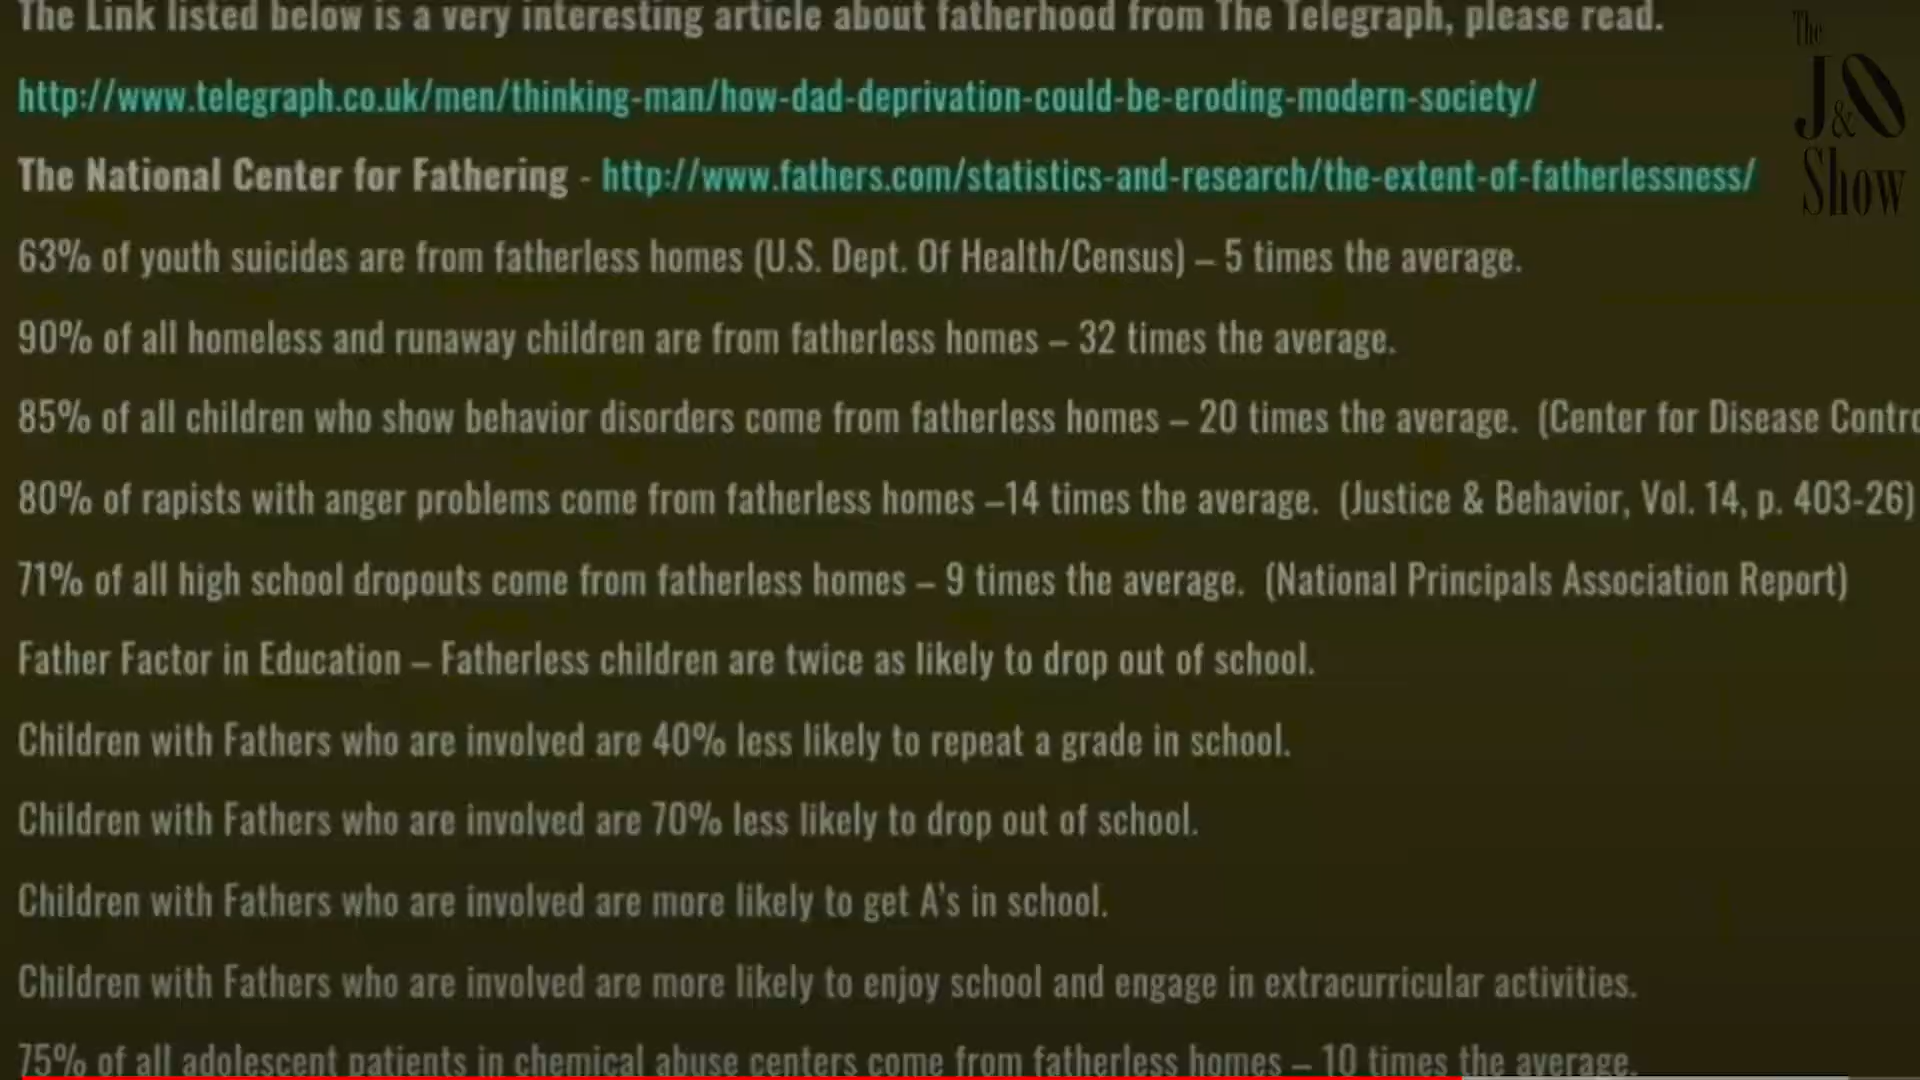 The Link listed below is a very interesting article about fatherhood from The Telegraph, please read.
The
J&O
Show
http://www.telegraph.co.uk/men/thinking-man/how-dad-deprivation-could-be-eroding-modern-society/
The National Center for Fathering - http://www.fathers.com/statistics-and-research/the-extent-of-fatherlessness/
63% of youth suicides are from fatherless homes (U.S. Dept. Of Health/Census) – 5 times the average.
90% of all homeless and runaway children are from fatherless homes – 32 times the average.
85% of all children who show behavior disorders come from fatherless homes – 20 times the average. (Center for Disease Contro
80% of rapists with anger problems come from fatherless homes –14 times the average. (Justice & Behavior, Vol. 14, p. 403-26)
71% of all high school dropouts come from fatherless homes – 9 times the average. (National Principals Association Report)
Father Factor in Education – Fatherless children are twice as likely to drop out of school.
Children with Fathers who are involved are 40% less likely to repeat a grade in school.
Children with Fathers who are involved are 70% less likely to drop out of school.
Children with Fathers who are involved are more likely to get A's in school.
Children with Fathers who are involved are more likely to enjoy school and engage in extracurricular activities.
75% of all adolescent patients in chemical abuse centers come from fatherless homes – 10 times the average.